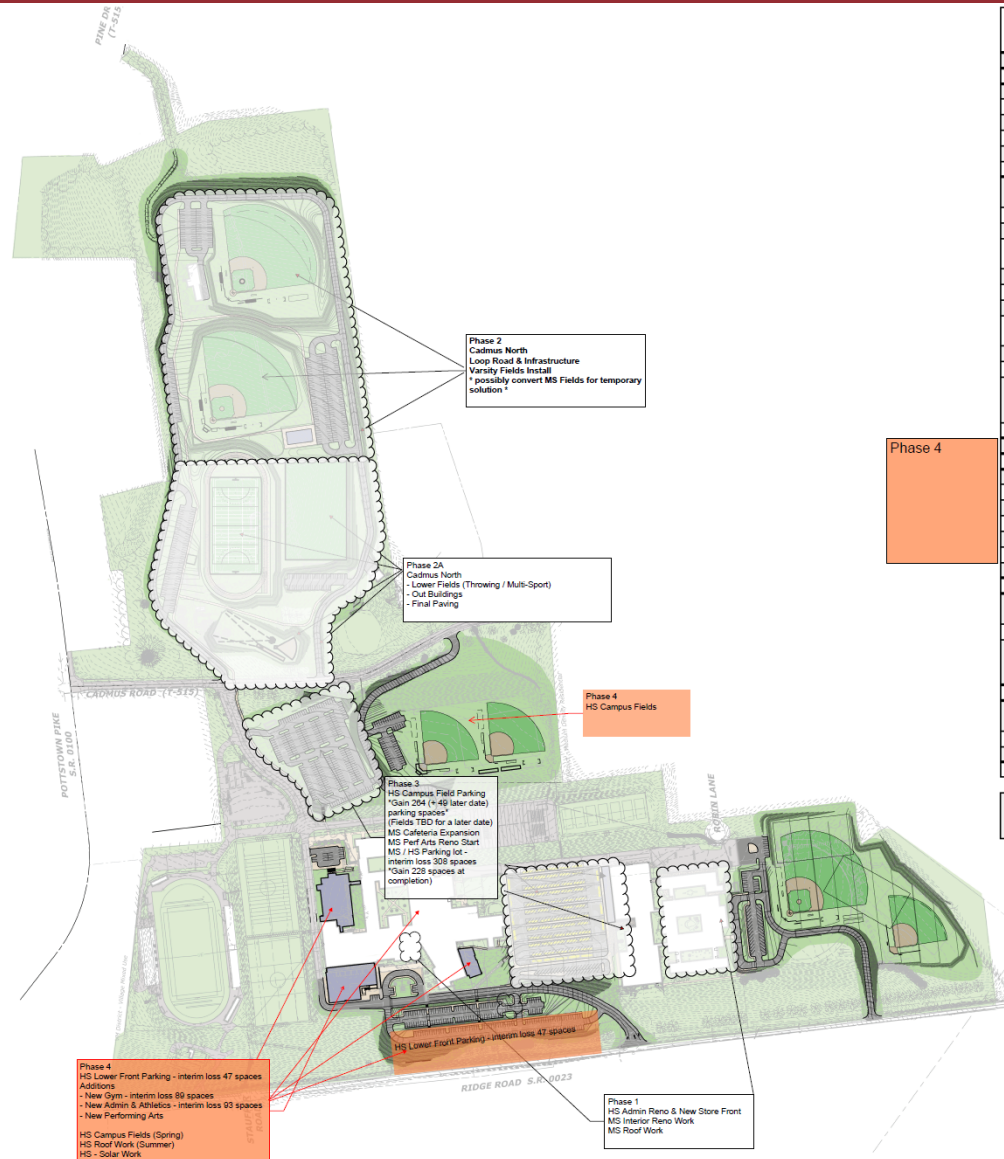 PINE DR
(T-515
Phase 2
Cadmus North
Loop Road & Infrastructure
Varsity Fields Install
* possibly convert MS Fields for temporary
solution *
Phase 4
Phase 2A
Cadmus North
- Lower Fields (Throwing / Multi-Sport)
- Out Buildings
- Final Paving
CADMUS ROAD (T-515)
POTTSTOWN PIKE
S.R. 0100
Phase 4
HS Campus Fields
Phase 3
HS Campus Field Parking
*Gain 264 (+ 49 later date)
parking spaces*
(Fields TBD for a later date)
MS Cafeteria Expansion
MS Perf Arts Reno Start
MS / HS Parking lot -
interim loss 308 spaces
*Gain 228 spaces at
completion)
ROBIN LANE
HS Lower Front Parking - interim loss 47 spaces
RIDGE ROAD S.R. 0023
Phase 4
HS Lower Front Parking - interim loss 47 spaces
Additions
- New Gym - interim loss 89 spaces
- New Admin & Athletics - interim loss 93 spaces
- New Performing Arts
HS Campus Fields (Spring)
HS Roof Work (Summer)
HS - Solar Work
Phase 1
HS Admin Reno & New Store Front
MS Interior Reno Work
MS Roof Work